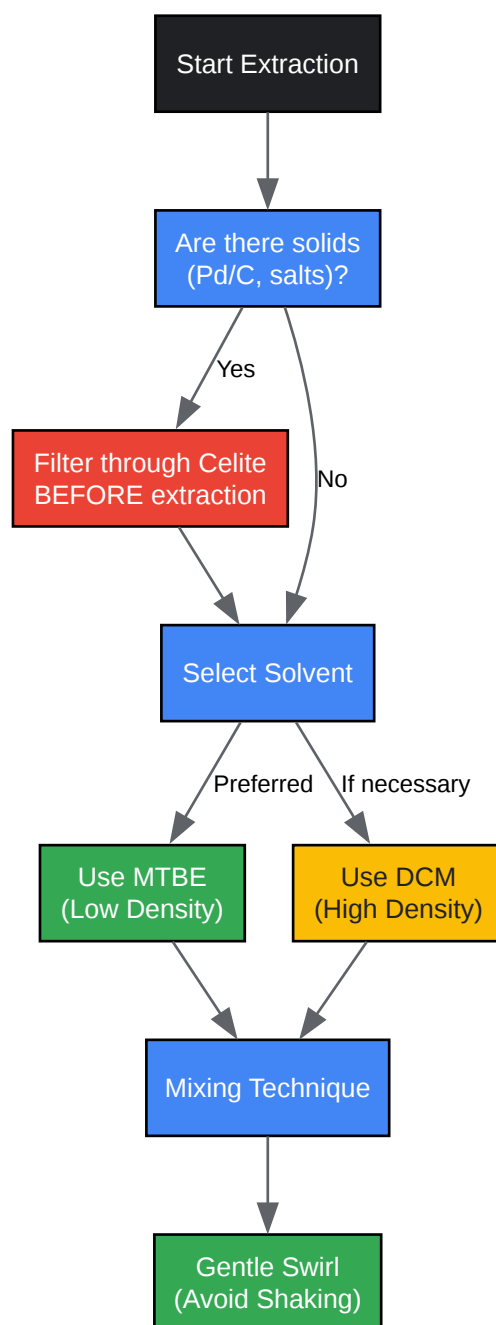 Start Extraction
Are there solids
(Pd/C, salts)?
Yes
Filter through Celite
BEFORE extraction
No
Select Solvent
Preferred
If necessary
Use MTBE
(Low Density)
Use DCM
(High Density)
Mixing Technique
Gentle Swirl
(Avoid Shaking)